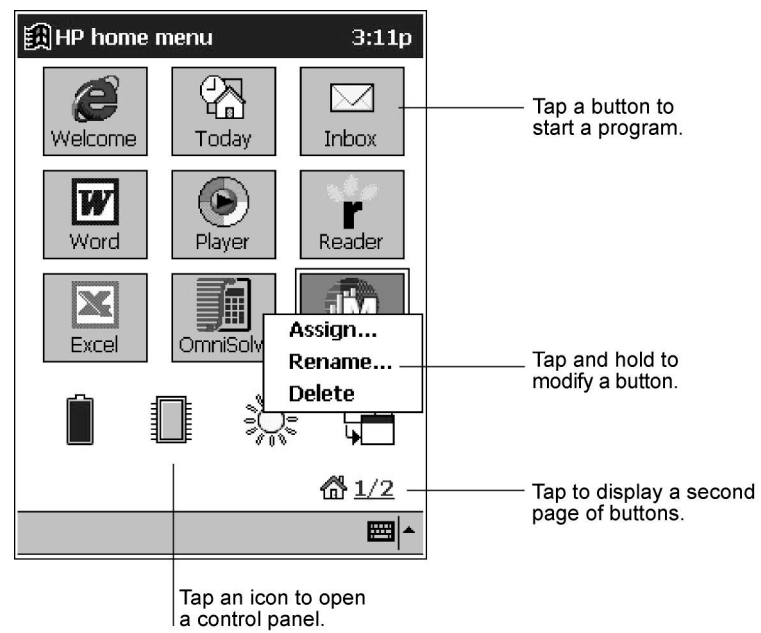 HP home menu 3:11p
Welcome Today Inbox
Tap a button to
start a program.
Word Player Reader
Excel OmniSolv
Assign...
Rename...
Delete
Tap and hold to
modify a button.
1/2
Tap to display a second
page of buttons.
Tap an icon to open
a control panel.